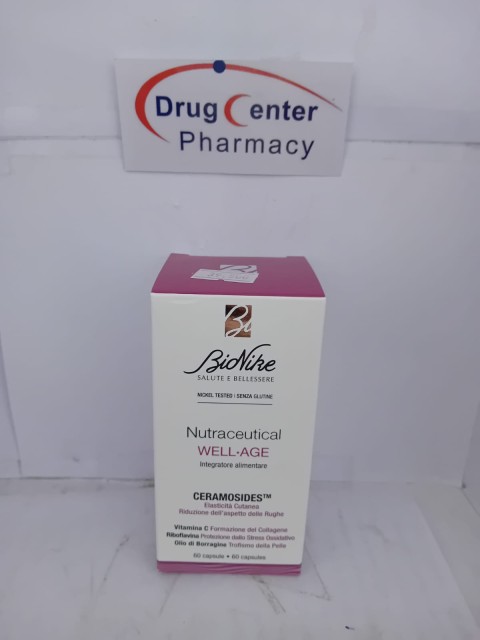 Drug Center
Pharmacy
Bi
BioNike
SALUTE E BELLESSERE
NICKEL TESTED | SENZA GLUTINE
Nutraceutical
WELL·AGE
Integratore alimentare
CERAMOSIDES™
Elasticità Cutanea
Riduzione dell'aspetto delle Rughe
Vitamina C Formazione del Collagene
Riboflavina Protezione dallo Stress Ossidativo
Olio di Borragine Trofismo della Pelle
60 capsule • 60 capsules